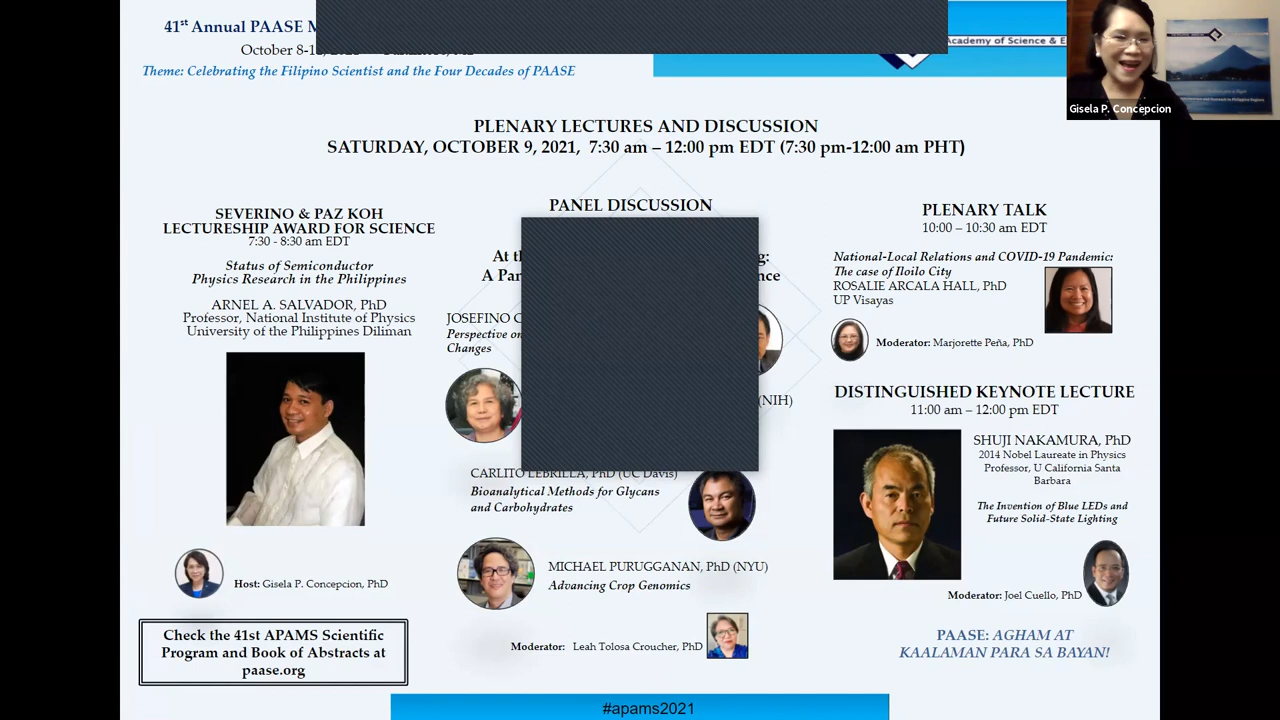 41st Annual PAASE M
October 8-1
Theme: Celebrating the Filipino Scientist and the Four Decades of PAASE
Academy of Science & E
Gisela P. Concepcion
PLENARY LECTURES AND DISCUSSION
SATURDAY, OCTOBER 9, 2021, 7:30 am – 12:00 pm EDT (7:30 pm-12:00 am PHT)
SEVERINO & PAZ KOH
LECTURESHIP AWARD FOR SCIENCE
7:30 - 8:30 am EDT
Status of Semiconductor
Physics Research in the Philippines
ARNEL A. SALVADOR, PhD
Professor, National Institute of Physics
University of the Philippines Diliman
Host: Gisela P. Concepcion, PhD
Check the 41st APAMS Scientific
Program and Book of Abstracts at
paase.org
PANEL DISCUSSION
At th
g:
A Pan
nce
JOSEFINO C
Perspective on
Changes
(NIH)
CARLITO LEBRILLA, PhD (UC Davis)
Bioanalytical Methods for Glycans
and Carbohydrates
MICHAEL PURUGGANAN, PhD (NYU)
Advancing Crop Genomics
Moderator: Leah Tolosa Croucher, PhD
PLENARY TALK
10:00 – 10:30 am EDT
National-Local Relations and COVID-19 Pandemic:
The case of Iloilo City
ROSALIE ARCALA HALL, PhD
UP Visayas
Moderator: Marjorette Peña, PhD
DISTINGUISHED KEYNOTE LECTURE
11:00 am – 12:00 pm EDT
SHUJI NAKAMURA, PhD
2014 Nobel Laureate in Physics
Professor, U California Santa
Barbara
The Invention of Blue LEDs and
Future Solid-State Lighting
Moderator: Joel Cuello, PhD
PAASE: AGHAM AT
KAALAMAN PARA SA BAYAN!
#apams2021